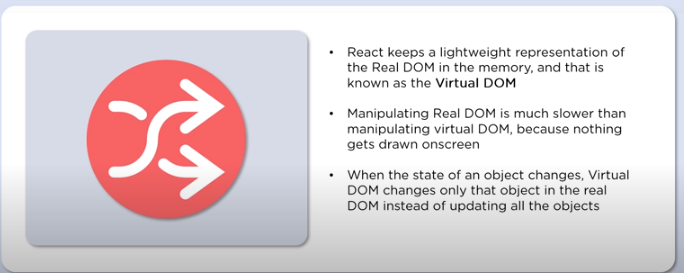 • React keeps a lightweight representation of
the Real DOM in the memory, and that is
known as the Virtual DOM
• Manipulating Real DOM is much slower than
manipulating virtual DOM, because nothing
gets drawn onscreen
• When the state of an object changes, Virtual
DOM changes only that object in the real
DOM instead of updating all the objects